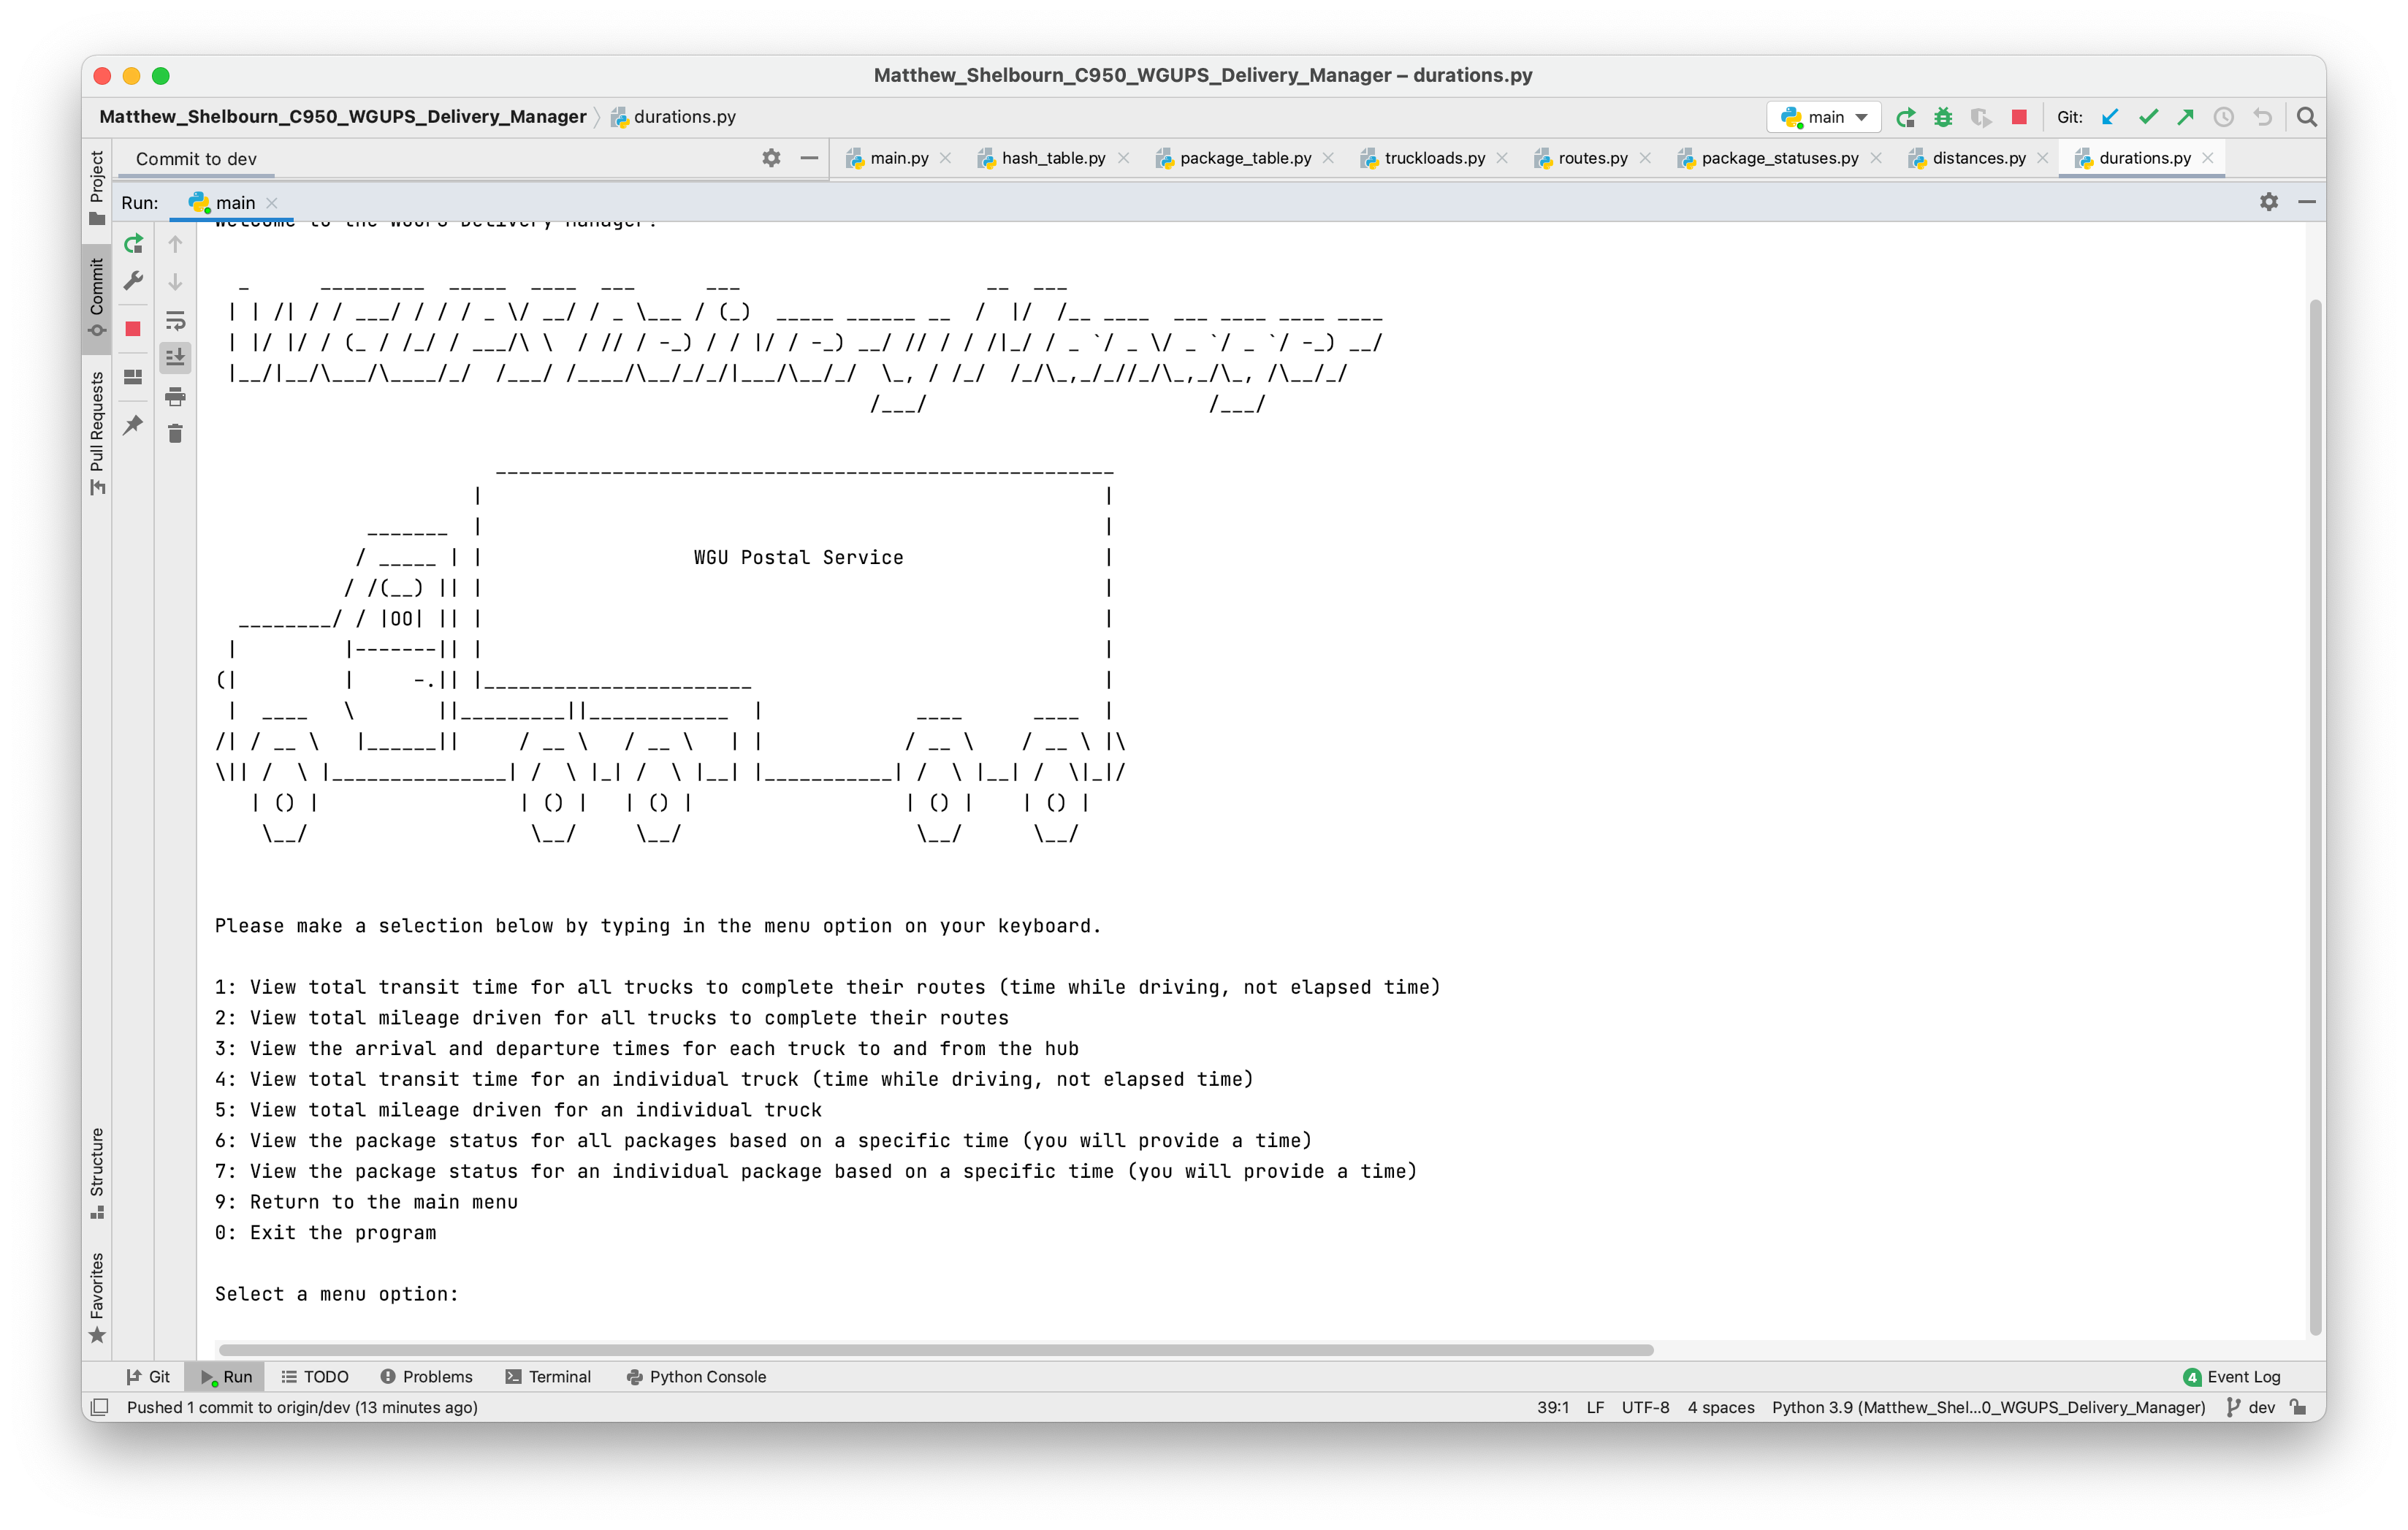 Matthew_Shelbourn_C950_WGUPS_Delivery_Manager – durations.py
Matthew_Shelbourn_C950_WGUPS_Delivery_Manager durations.py main Git:
Project
Commit to dev main.py hash_table.py package_table.py truckloads.py routes.py package_statuses.py distances.py durations.py
Run: main
Welcome to the WGUPS Delivery Manager!
Commit
Pull Requests
WGUPS Delivery Manager
WGU Postal Service
Please make a selection below by typing in the menu option on your keyboard.
1: View total transit time for all trucks to complete their routes (time while driving, not elapsed time)
2: View total mileage driven for all trucks to complete their routes
3: View the arrival and departure times for each truck to and from the hub
4: View total transit time for an individual truck (time while driving, not elapsed time)
5: View total mileage driven for an individual truck
6: View the package status for all packages based on a specific time (you will provide a time)
7: View the package status for an individual package based on a specific time (you will provide a time)
9: Return to the main menu
0: Exit the program
Select a menu option:
Structure
Favorites
Git Run TODO Problems Terminal Python Console 4 Event Log
Pushed 1 commit to origin/dev (13 minutes ago) 39:1 LF UTF-8 4 spaces Python 3.9 (Matthew_Shel...0_WGUPS_Delivery_Manager) dev